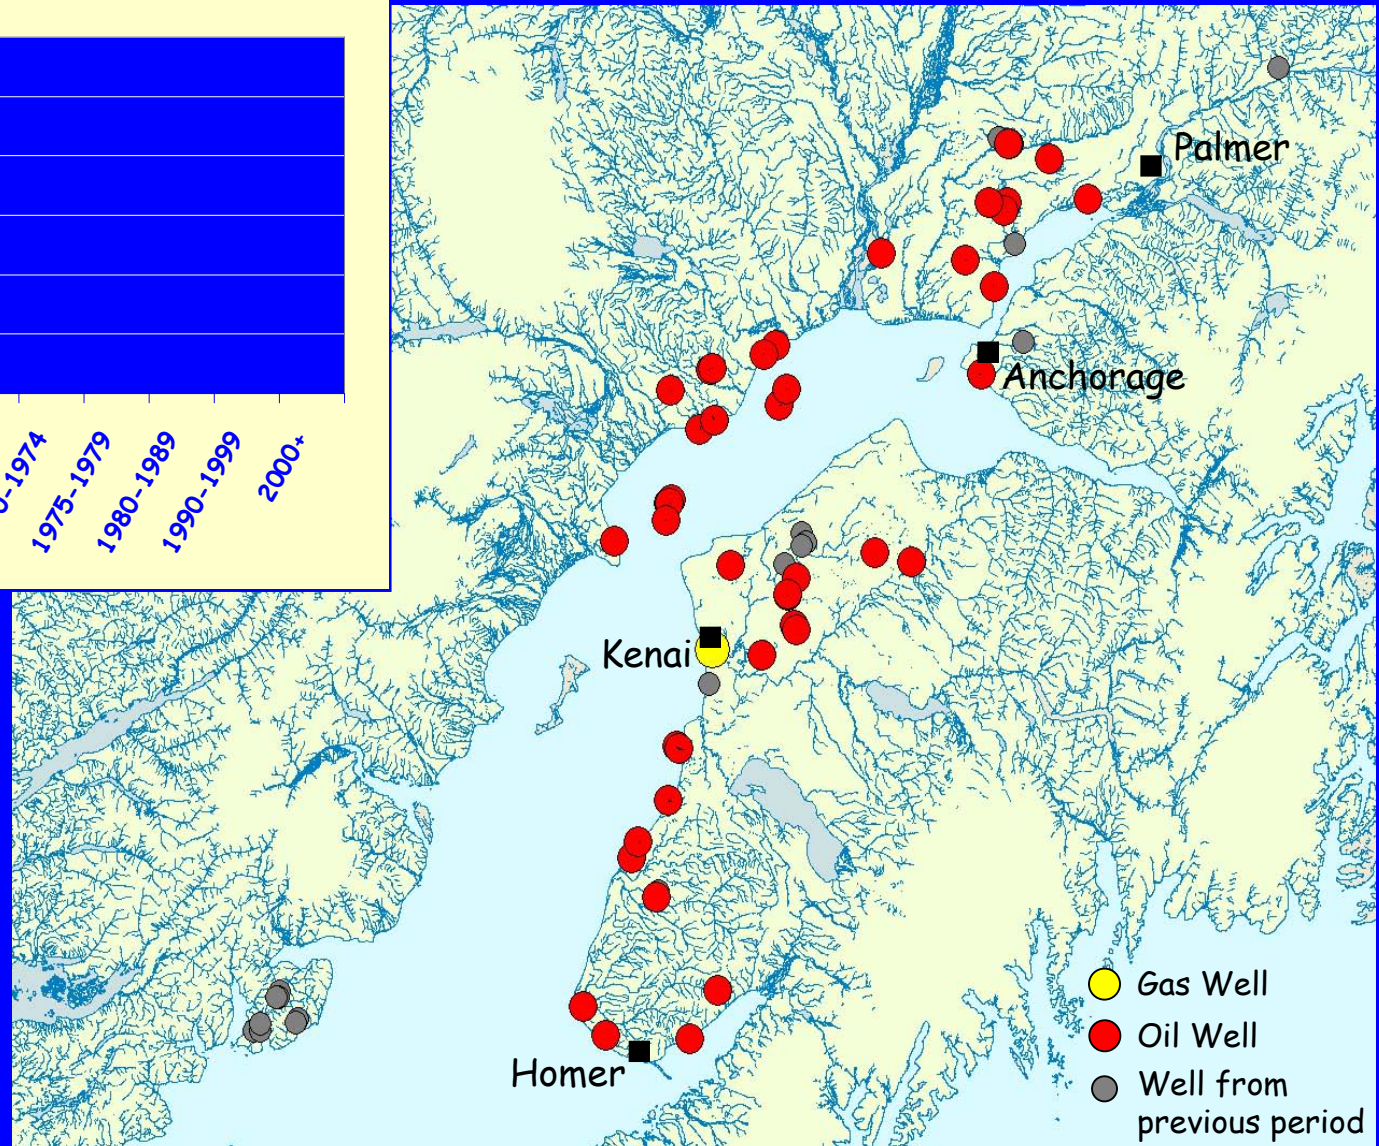 1975-1979
1980-1989
1990-1999
2000+
Palmer
Anchorage
Kenai
Homer
Gas Well
Oil Well
Well from
previous period